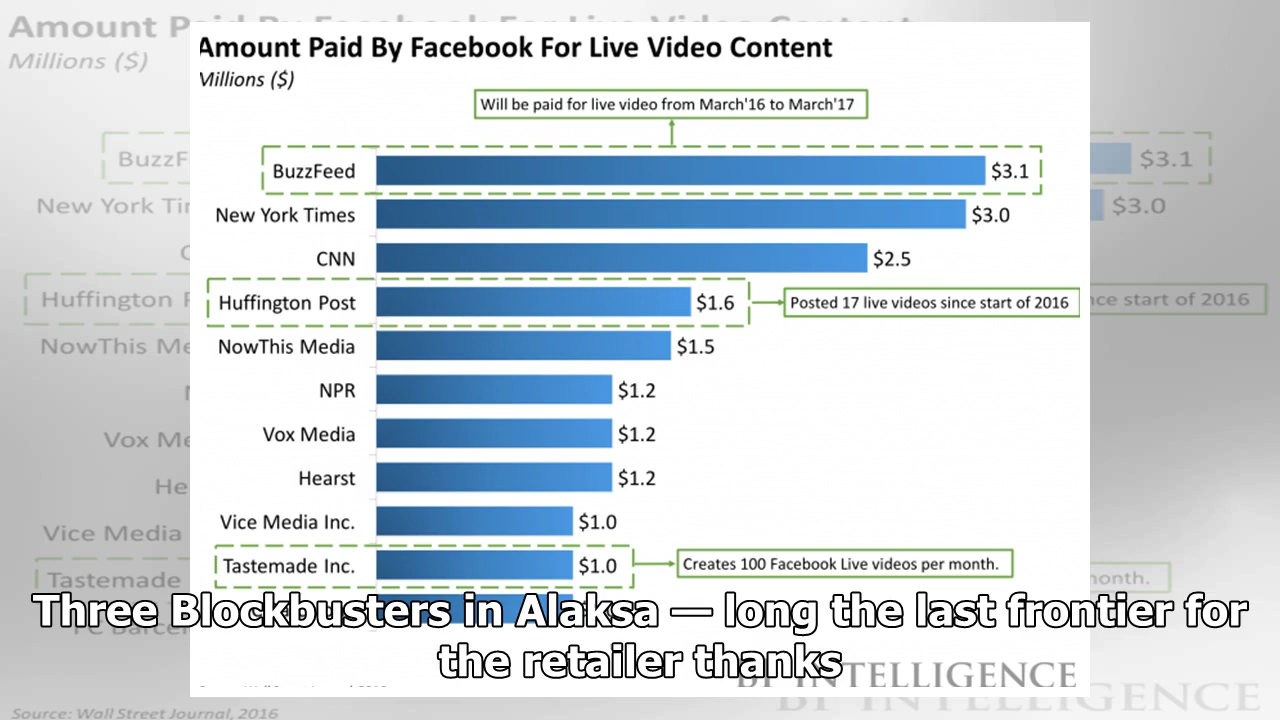 Amount Paid By Facebook For Live Video Content
Millions ($)
Will be paid for live video from March'16 to March'17
BuzzFeed $3.1
New York Times $3.0
CNN $2.5
Huffington Post $1.6 Posted 17 live videos since start of 2016
NowThis Media $1.5
NPR $1.2
Vox Media $1.2
Hearst $1.2
Vice Media Inc. $1.0
Tastemade Inc. $1.0 Creates 100 Facebook Live videos per month.
Three Blockbusters in Alaksa — long the last frontier for
the retailer thanks
BI INTELLIGENCE
Source: Wall Street Journal, 2016